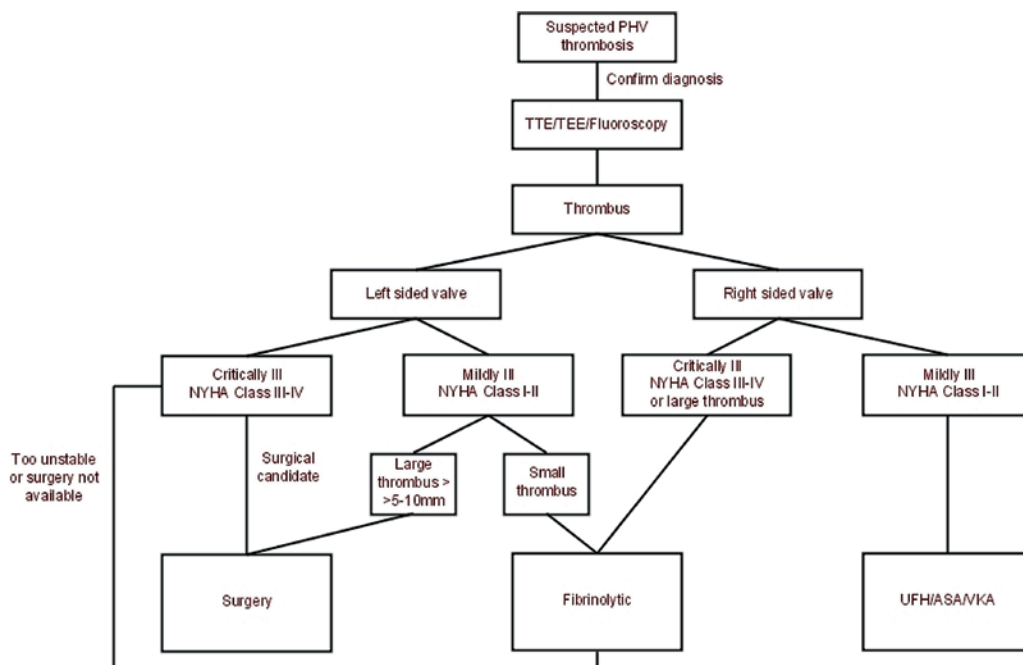 Suspected PHV
thrombosis
Confirm diagnosis
TTE/TEE/Fluoroscopy
Thrombus
Left sided valve
Right sided valve
Critically Ill
NYHA Class III-IV
Mildly Ill
NYHA Class I-II
Critically Ill
NYHA Class III-IV
or large thrombus
Mildly Ill
NYHA Class I-II
Too unstable
or surgery not
available
Surgical
candidate
Large
thrombus >
>5-10mm
Small
thrombus
Surgery
Fibrinolytic
UFH/ASA/VKA